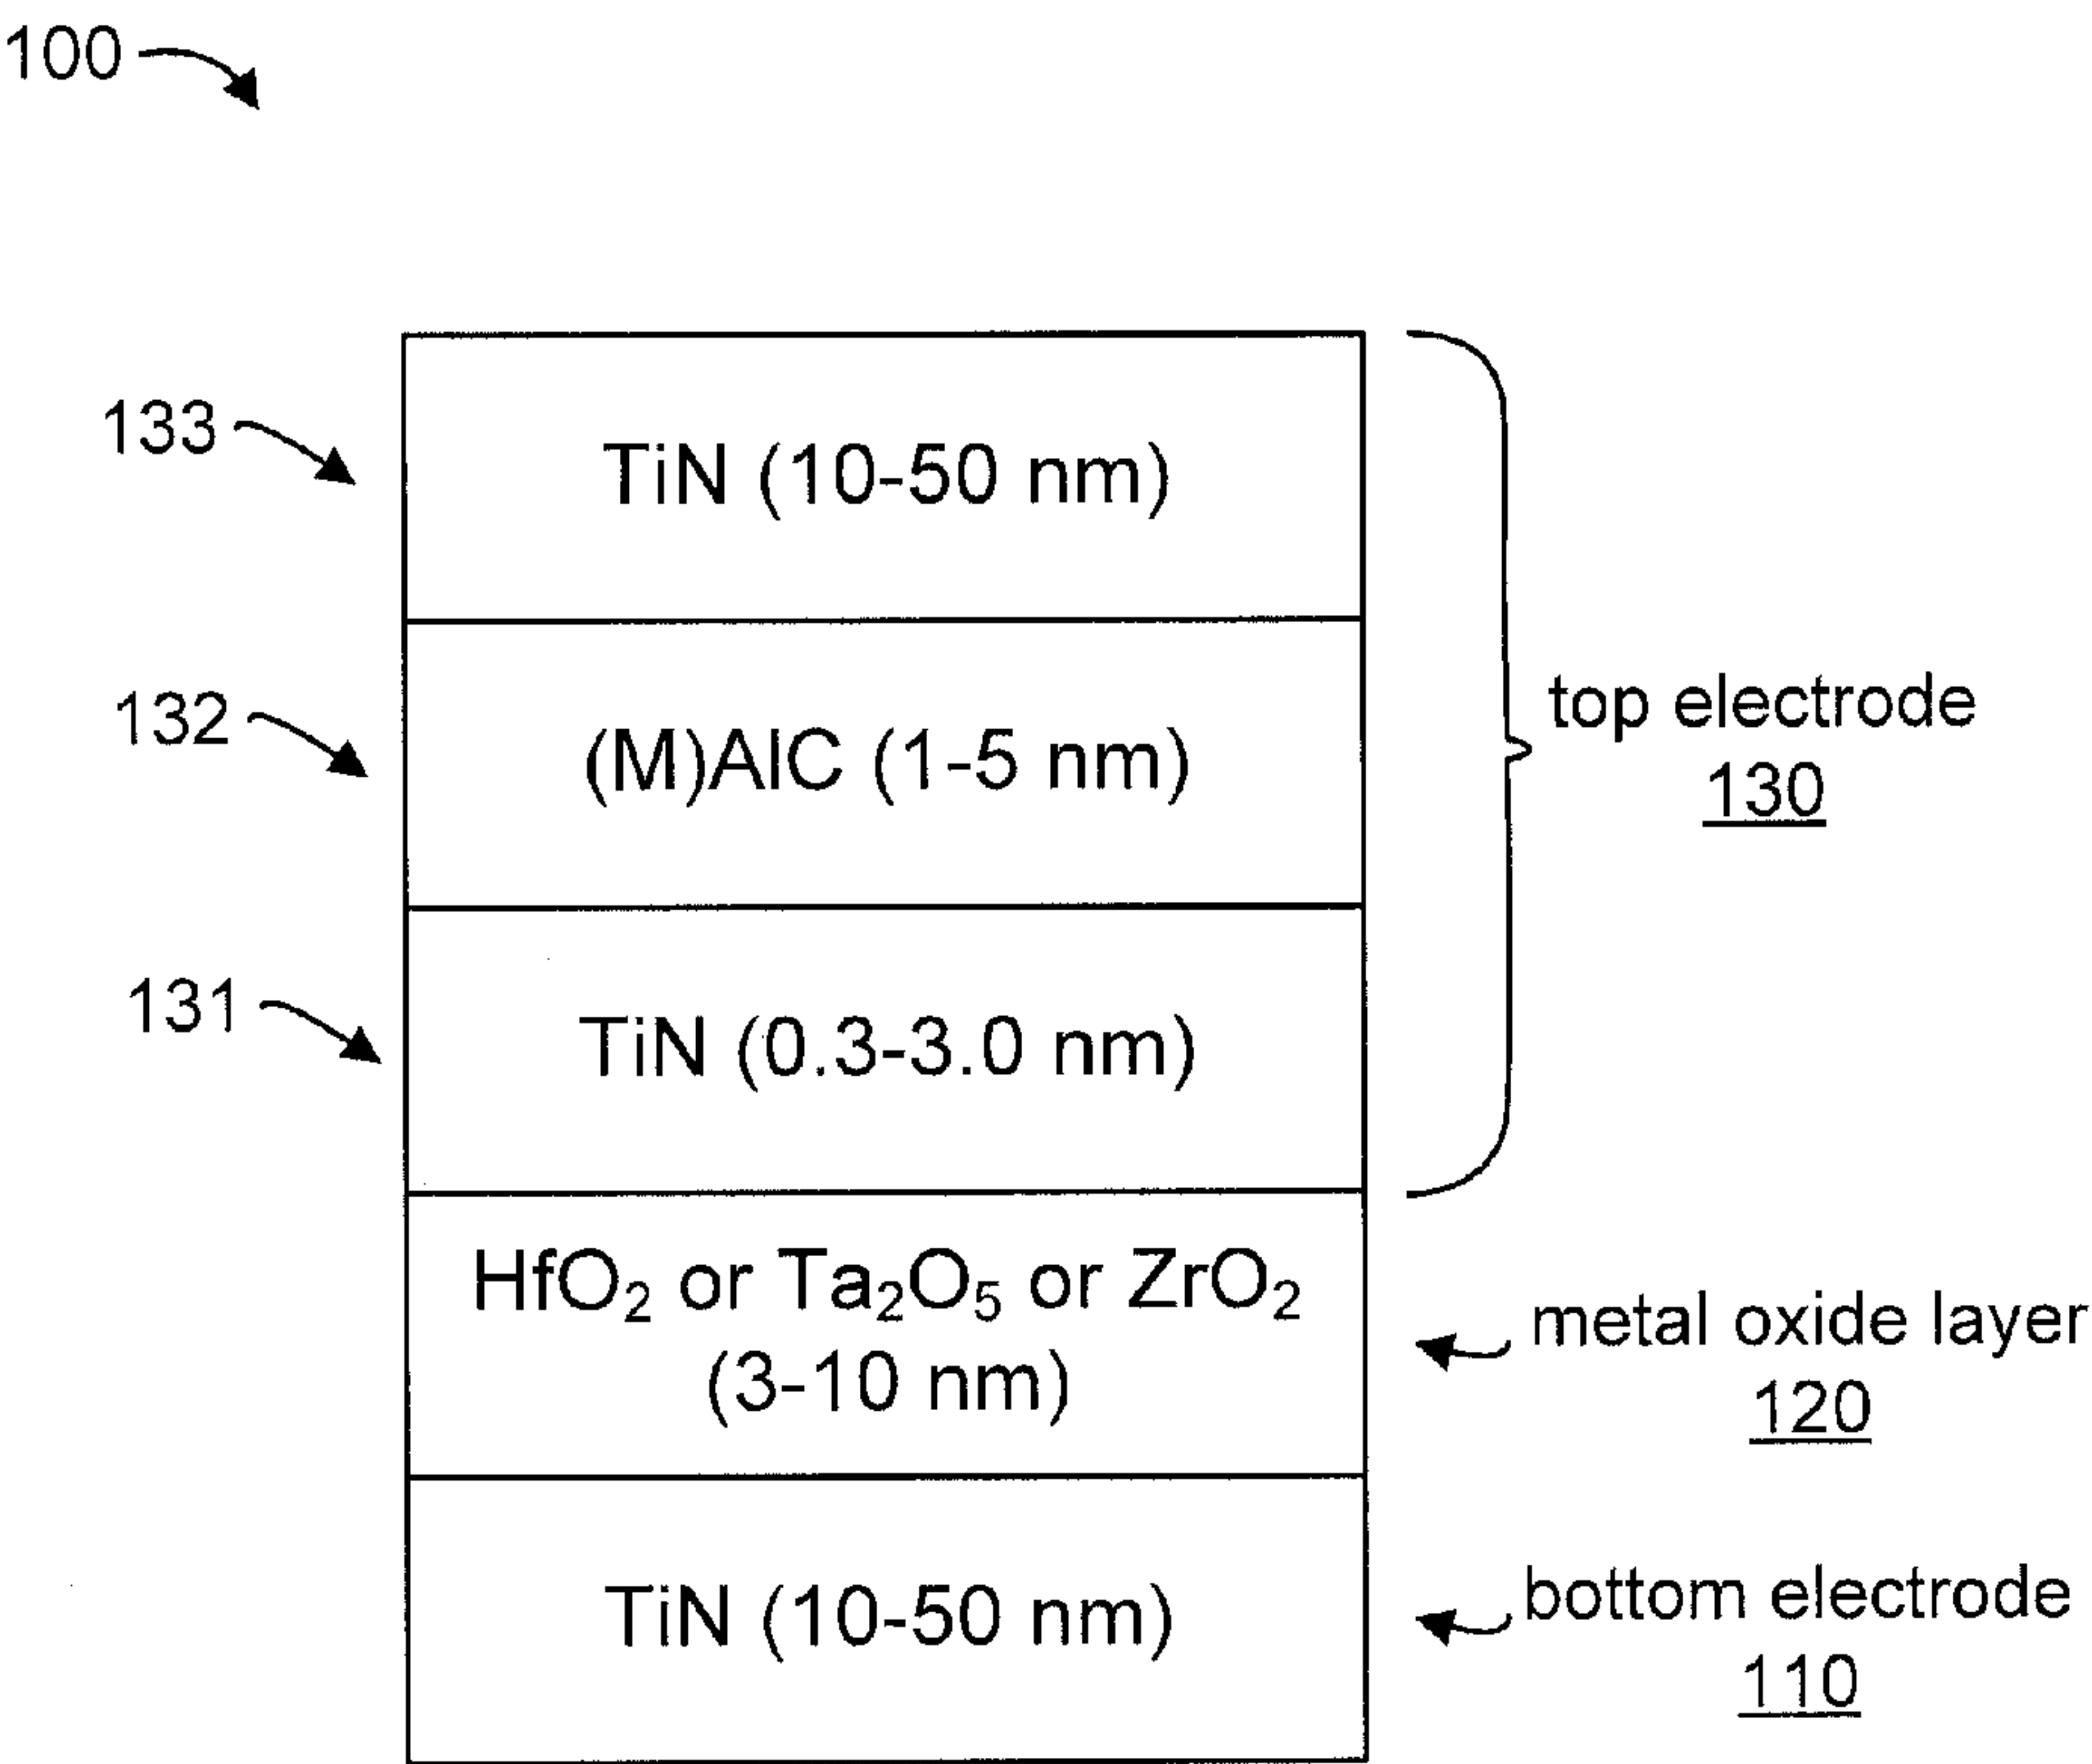 100
133
TiN (10-50 nm)
132
(M)AlC (1-5 nm)
top electrode
130
131
TiN (0.3-3.0 nm)
HfO₂ or Ta₂O₅ or ZrO₂
(3-10 nm)
metal oxide layer
120
TiN (10-50 nm)
bottom electrode
110